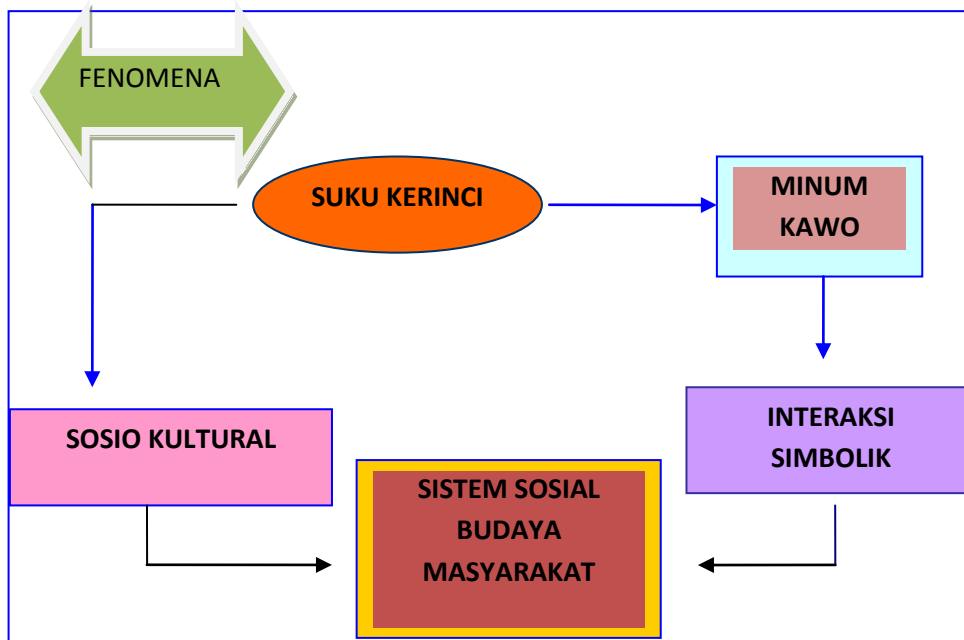 FENOMENA
SUKU KERINCI
MINUM
KAWO
SOSIO KULTURAL
INTERAKSI
SIMBOLIK
SISTEM SOSIAL
BUDAYA
MASYARAKAT